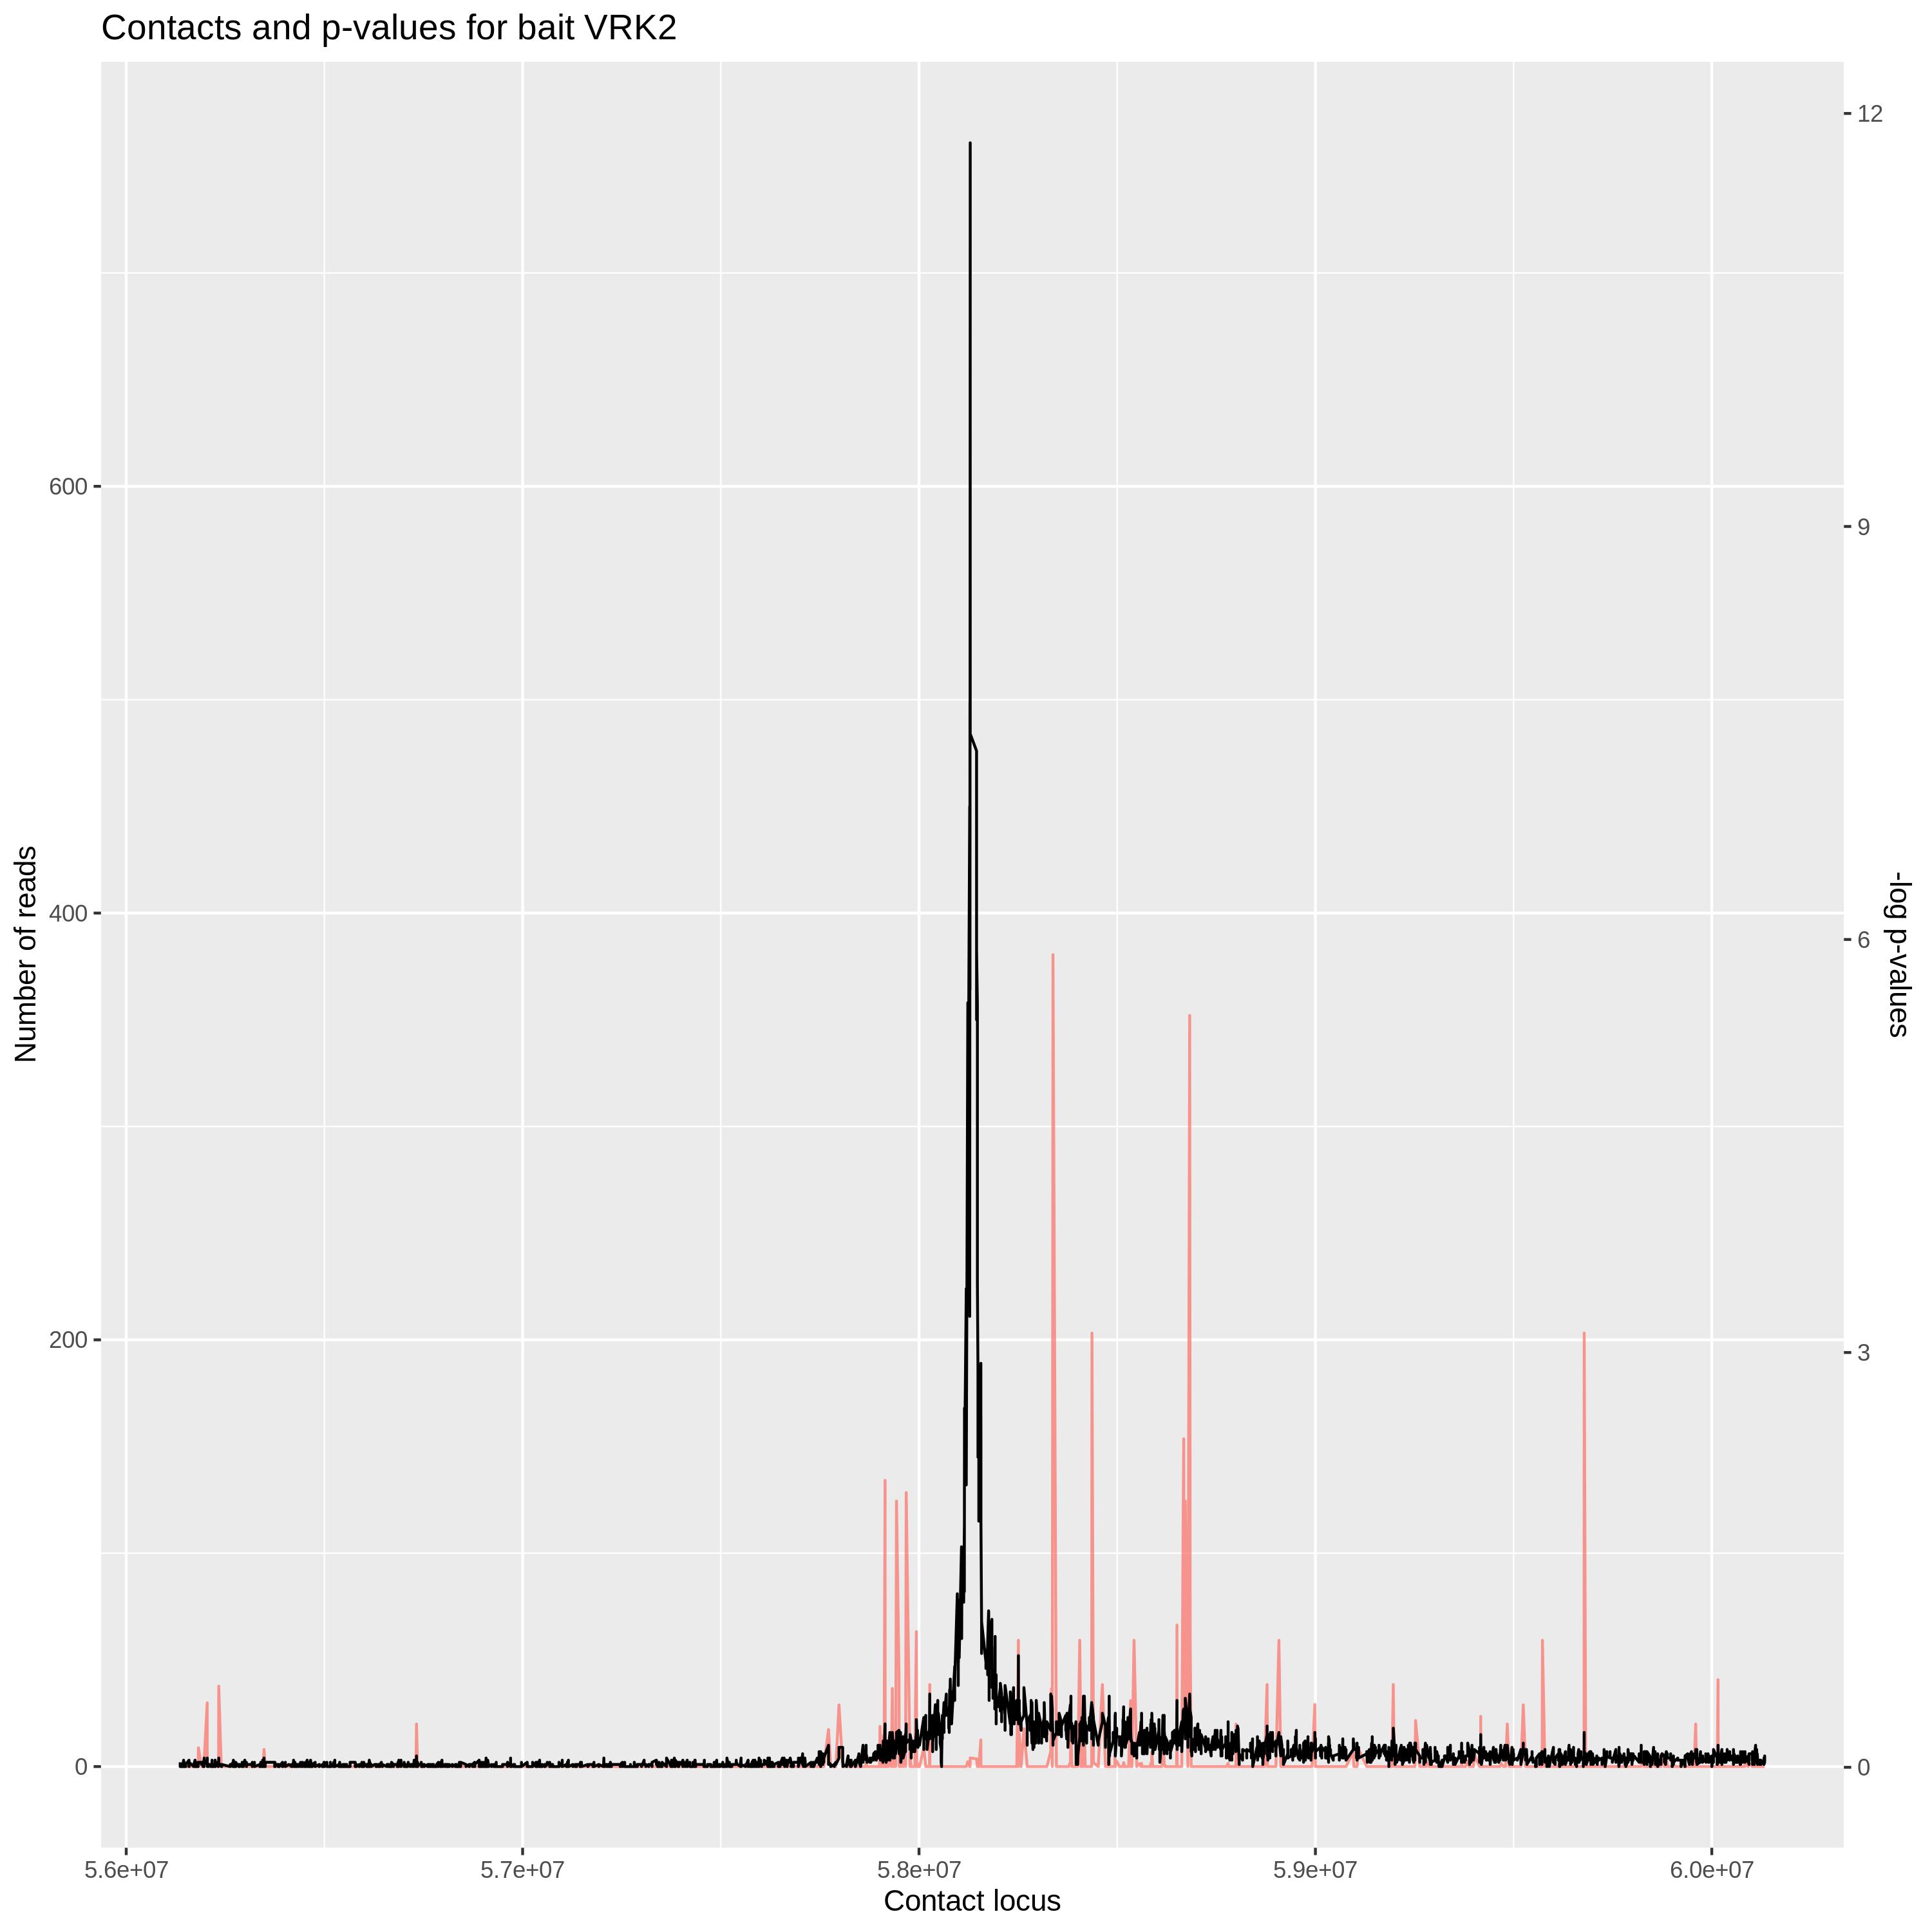 Contacts and p-values for bait VRK2
12
9
6
3
0
600
400
200
0
Number of reads
-log p-values
5.6e+07 5.7e+07 5.8e+07 5.9e+07 6.0e+07
Contact locus